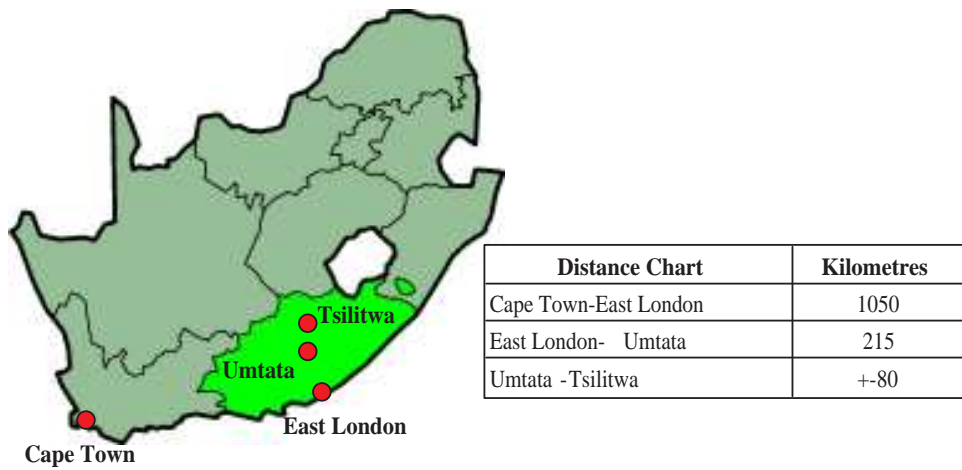 Tsilitwa
Umtata
East London
Cape Town
Distance Chart Kilometres
Cape Town-East London 1050
East London- Umtata 215
Umtata -Tsilitwa +-80